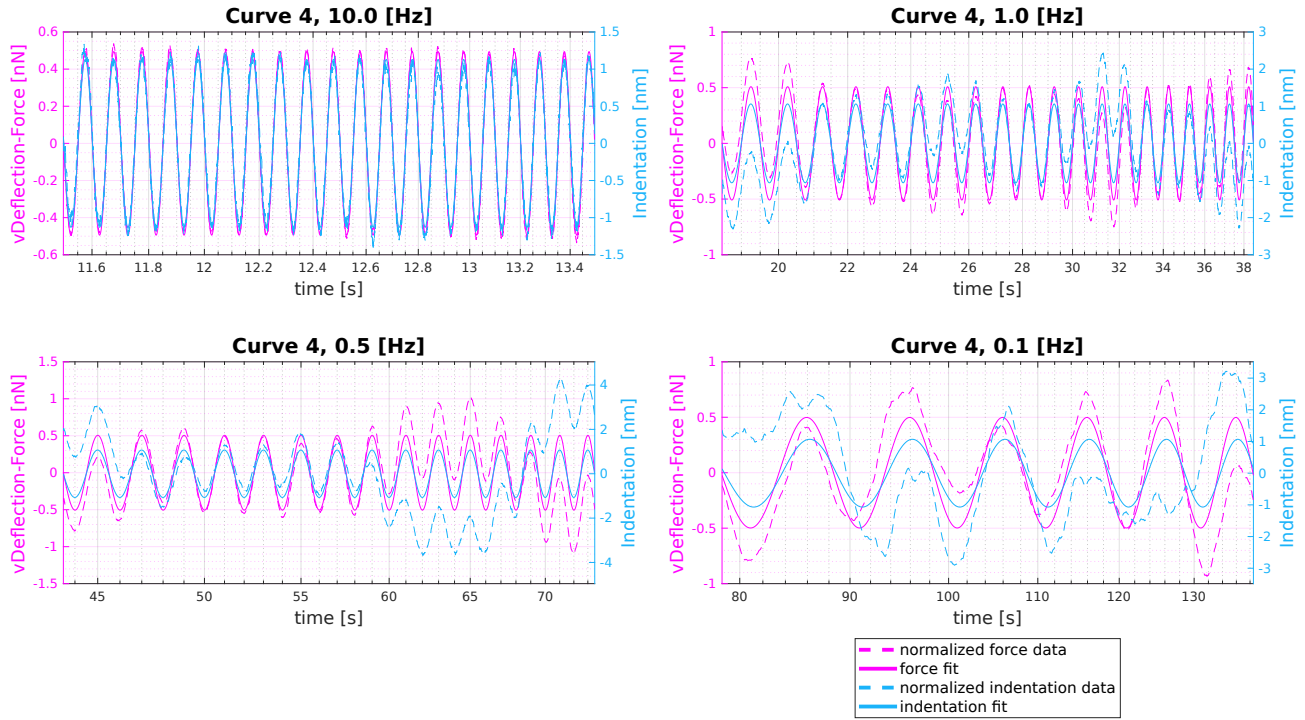 Curve 4, 10.0 [Hz]
vDeflection-Force [nN]
0.6
0.4
0.2
0
-0.2
-0.4
-0.6
11.6 11.8 12 12.2 12.4 12.6 12.8 13 13.2 13.4
time [s]
1.5
1
0.5
0
-0.5
-1
-1.5
Indentation [nm]
Curve 4, 1.0 [Hz]
vDeflection-Force [nN]
1
0.5
0
-0.5
-1
20 22 24 26 28 30 32 34 36 38
time [s]
3
2
1
0
-1
-2
-3
Indentation [nm]
Curve 4, 0.5 [Hz]
vDeflection-Force [nN]
1.5
1
0.5
0
-0.5
-1
-1.5
45 50 55 60 65 70
time [s]
4
2
0
-2
-4
Indentation [nm]
Curve 4, 0.1 [Hz]
vDeflection-Force [nN]
1
0.5
0
-0.5
-1
80 90 100 110 120 130
time [s]
3
2
1
0
-1
-2
-3
Indentation [nm]
normalized force data
force fit
normalized indentation data
indentation fit